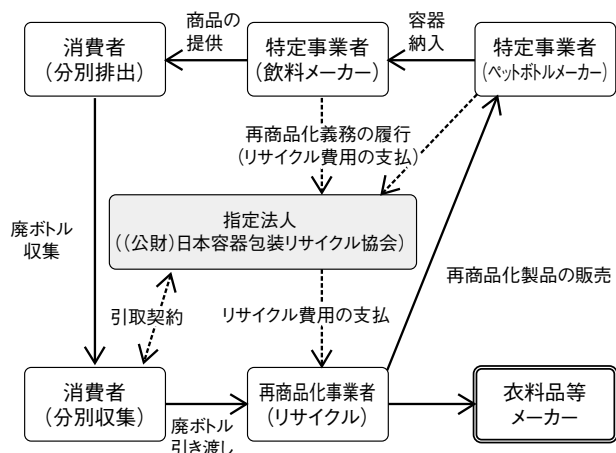 消費者
（分別排出）
商品の
提供
特定事業者
（飲料メーカー）
容器
納入
特定事業者
（ペットボトルメーカー）
再商品化義務の履行
（リサイクル費用の支払）
指定法人
（（公財）日本容器包装リサイクル協会）
廃ボトル
収集
再商品化製品の販売
引取契約
リサイクル費用の支払
消費者
（分別収集）
廃ボトル
引き渡し
再商品化事業者
（リサイクル）
衣料品等
メーカー